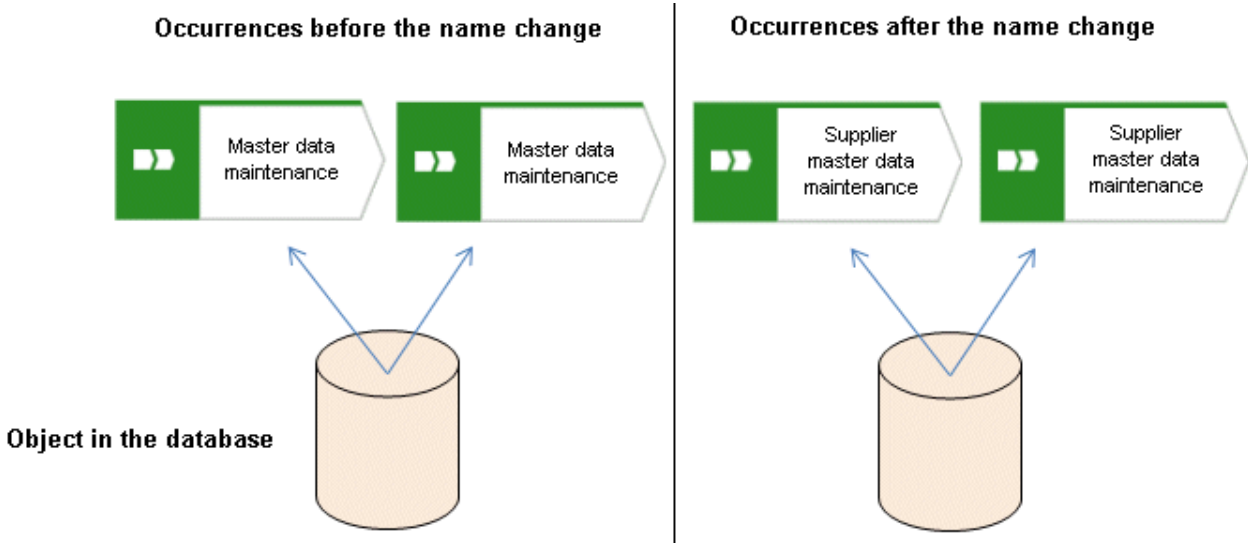 Occurrences before the name change
Occurrences after the name change
Master data
maintenance
Master data
maintenance
Supplier
master data
maintenance
Supplier
master data
maintenance
Object in the database